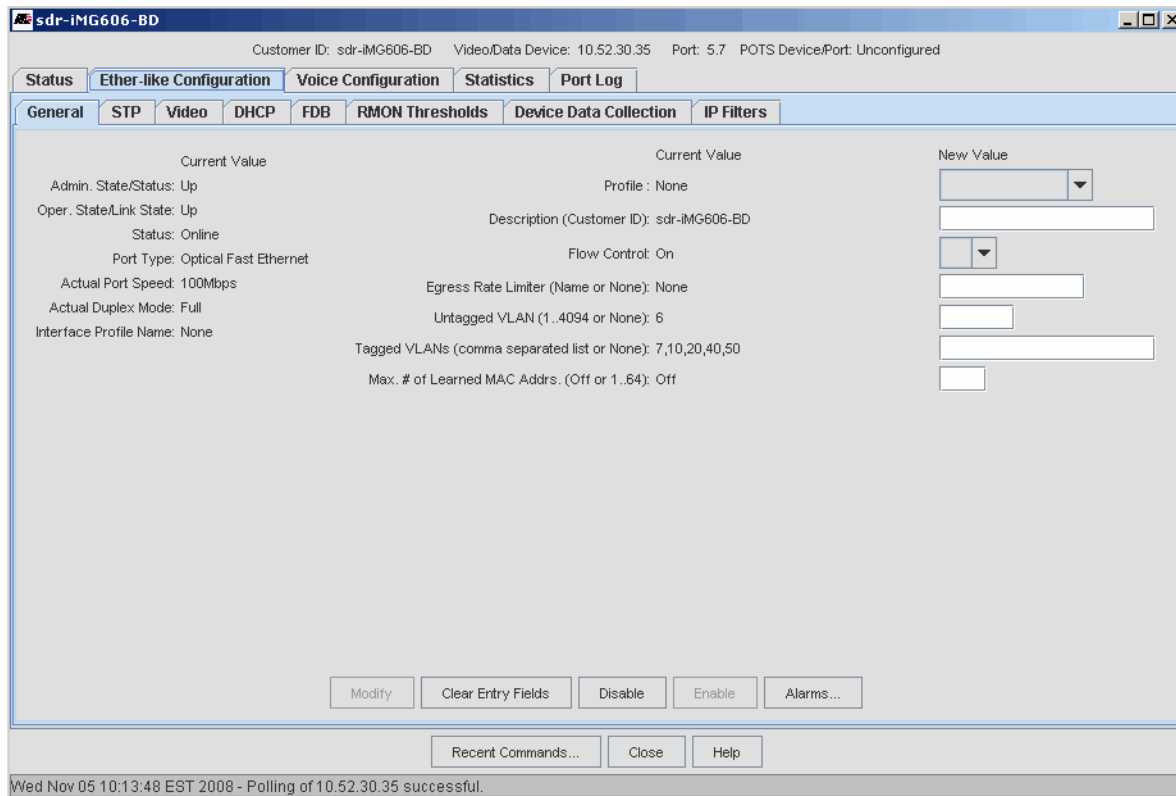 sdr-iMG606-BD
Customer ID: sdr-iMG606-BD Video/Data Device: 10.52.30.35 Port: 5.7 POTS Device/Port: Unconfigured
Status Ether-like Configuration Voice Configuration Statistics Port Log
General STP Video DHCP FDB RMON Thresholds Device Data Collection IP Filters
Current Value
Admin. State/Status: Up
Oper. State/Link State: Up
Status: Online
Port Type: Optical Fast Ethernet
Actual Port Speed: 100Mbps
Actual Duplex Mode: Full
Interface Profile Name: None
Current Value New Value
Profile : None
Description (Customer ID): sdr-iMG606-BD
Flow Control: On
Egress Rate Limiter (Name or None): None
Untagged VLAN (1..4094 or None): 6
Tagged VLANs (comma separated list or None): 7,10,20,40,50
Max. # of Learned MAC Addrs. (Off or 1..64): Off
Modify Clear Entry Fields Disable Enable Alarms...
Recent Commands... Close Help
Wed Nov 05 10:13:48 EST 2008 - Polling of 10.52.30.35 successful.